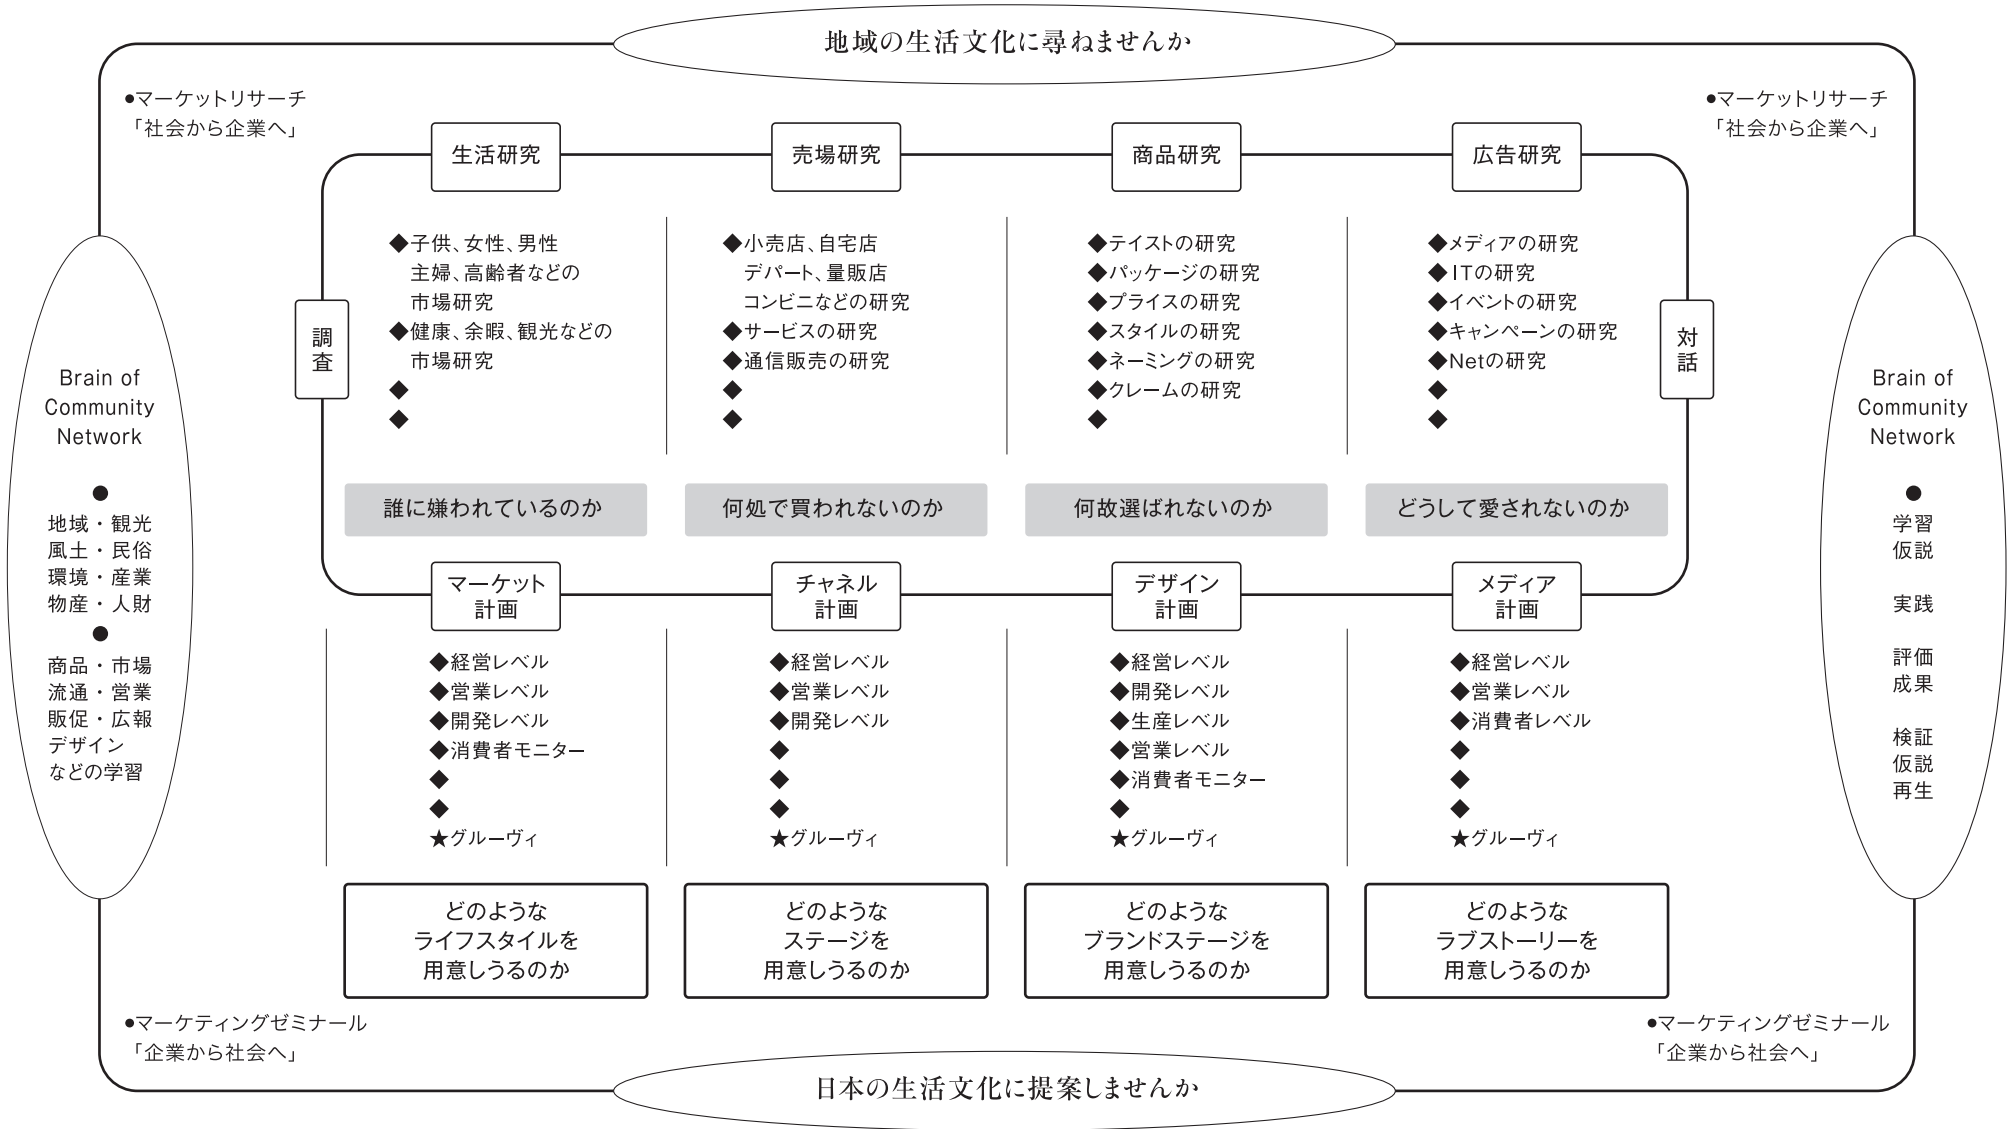 地域の生活文化に尋ねませんか
●マーケットリサーチ
「社会から企業へ」
●マーケットリサーチ
「社会から企業へ」
生活研究
売場研究
商品研究
広告研究
調査
対話
◆子供、女性、男性
主婦、高齢者などの
市場研究
◆健康、余暇、観光などの
市場研究
◆
◆
◆小売店、自宅店
デパート、量販店
コンビニなどの研究
◆サービスの研究
◆通信販売の研究
◆
◆
◆テイストの研究
◆パッケージの研究
◆プライスの研究
◆スタイルの研究
◆ネーミングの研究
◆クレームの研究
◆
◆メディアの研究
◆ITの研究
◆イベントの研究
◆キャンペーンの研究
◆Netの研究
◆
◆
誰に嫌われているのか
何処で買われないのか
何故選ばれないのか
どうして愛されないのか
Brain of
Community
Network
●
地域・観光
風土・民俗
環境・産業
物産・人財
●
商品・市場
流通・営業
販促・広報
デザイン
などの学習
Brain of
Community
Network
●
学習
仮説
実践
評価
成果
検証
仮説
再生
マーケット
計画
チャネル
計画
デザイン
計画
メディア
計画
◆経営レベル
◆営業レベル
◆開発レベル
◆消費者モニター
◆
◆
★グルーヴィ
◆経営レベル
◆営業レベル
◆開発レベル
◆
◆
◆
★グルーヴィ
◆経営レベル
◆開発レベル
◆生産レベル
◆営業レベル
◆消費者モニター
◆
★グルーヴィ
◆経営レベル
◆営業レベル
◆消費者レベル
◆
◆
◆
★グルーヴィ
どのような
ライフスタイルを
用意しうるのか
どのような
ステージを
用意しうるのか
どのような
ブランドステージを
用意しうるのか
どのような
ラブストーリーを
用意しうるのか
●マーケティングゼミナール
「企業から社会へ」
●マーケティングゼミナール
「企業から社会へ」
日本の生活文化に提案しませんか